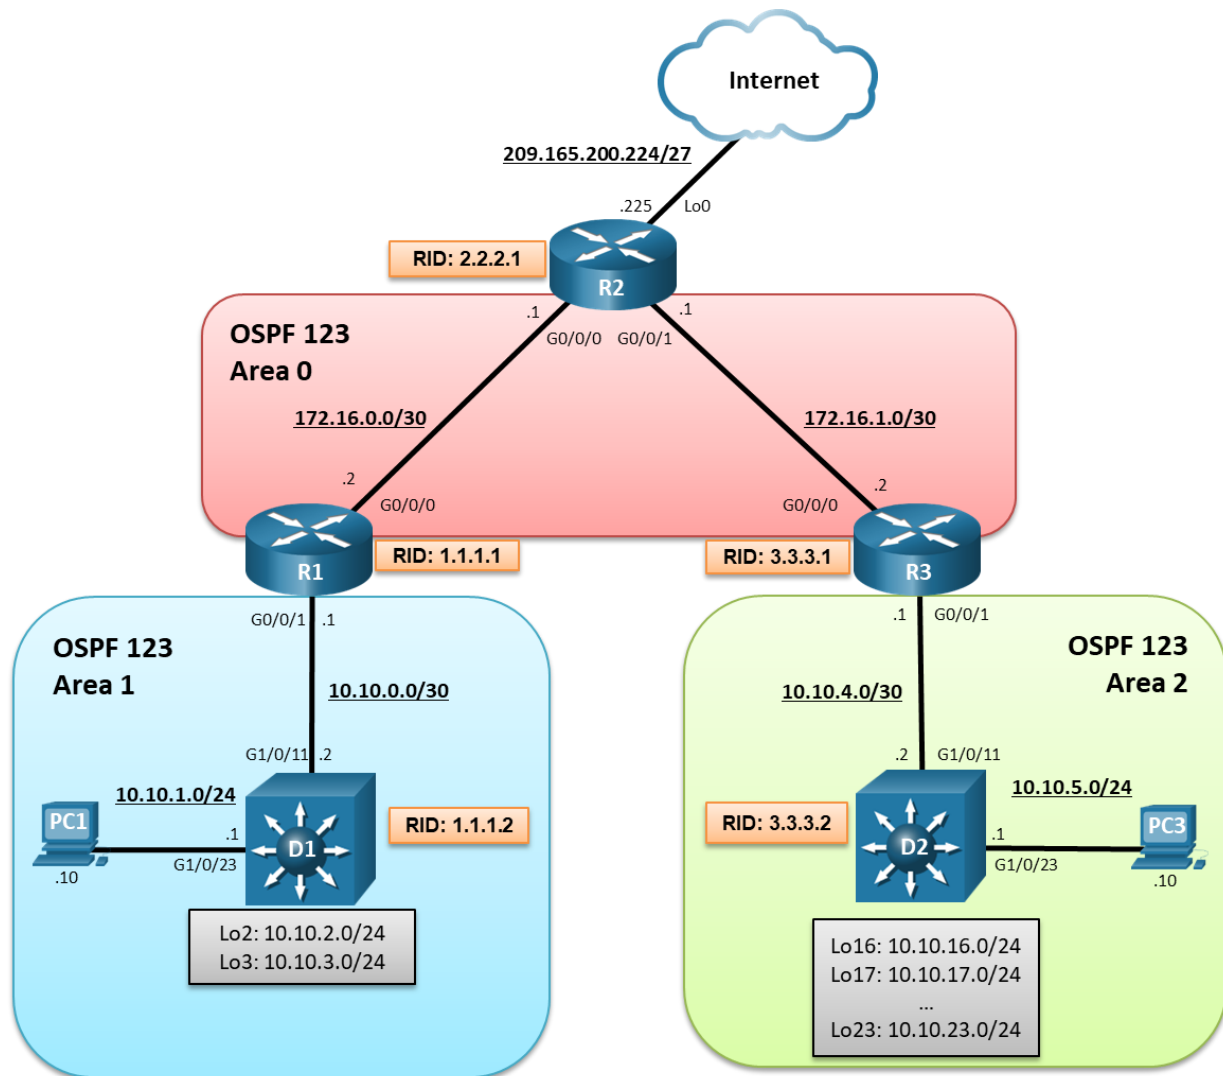 Internet
209.165.200.224/27
.225
Lo0
RID: 2.2.2.1
R2
OSPF 123
Area 0
.1
G0/0/0
.1
G0/0/1
172.16.0.0/30
172.16.1.0/30
.2
G0/0/0
.2
G0/0/0
R1
RID: 1.1.1.1
RID: 3.3.3.1
R3
OSPF 123
Area 1
G0/0/1
.1
10.10.0.0/30
G1/0/11
.2
10.10.1.0/24
PC1
.10
.1
G1/0/23
D1
RID: 1.1.1.2
Lo2: 10.10.2.0/24
Lo3: 10.10.3.0/24
OSPF 123
Area 2
.1
G0/0/1
10.10.4.0/30
.2
G1/0/11
RID: 3.3.3.2
D2
10.10.5.0/24
.1
G1/0/23
PC3
.10
Lo16: 10.10.16.0/24
Lo17: 10.10.17.0/24
...
Lo23: 10.10.23.0/24